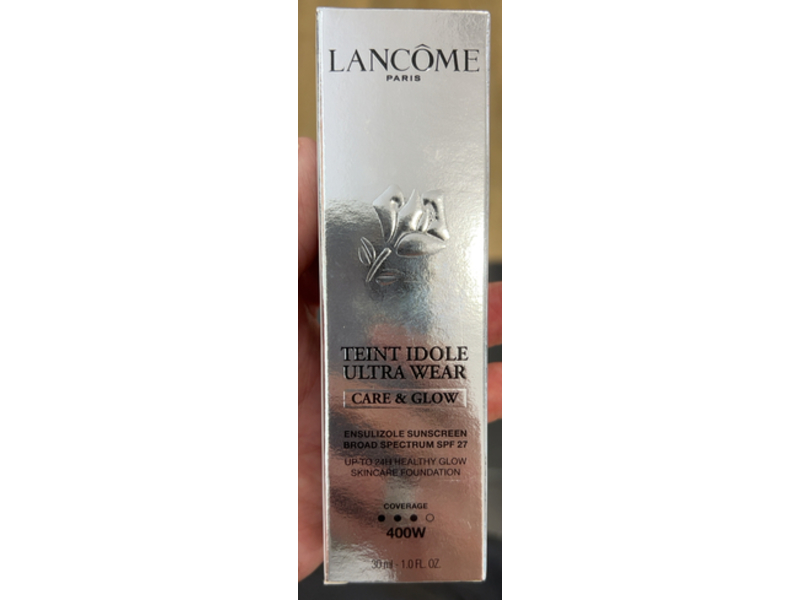 LANCÔME
PARIS
TEINT IDOLE
ULTRA WEAR
CARE & GLOW
ENSULIZOLE SUNSCREEN
BROAD SPECTRUM SPF 27
UP TO 24H HEALTHY GLOW
SKINCARE FOUNDATION
COVERAGE
400W
30 ml - 1.0 FL. OZ.